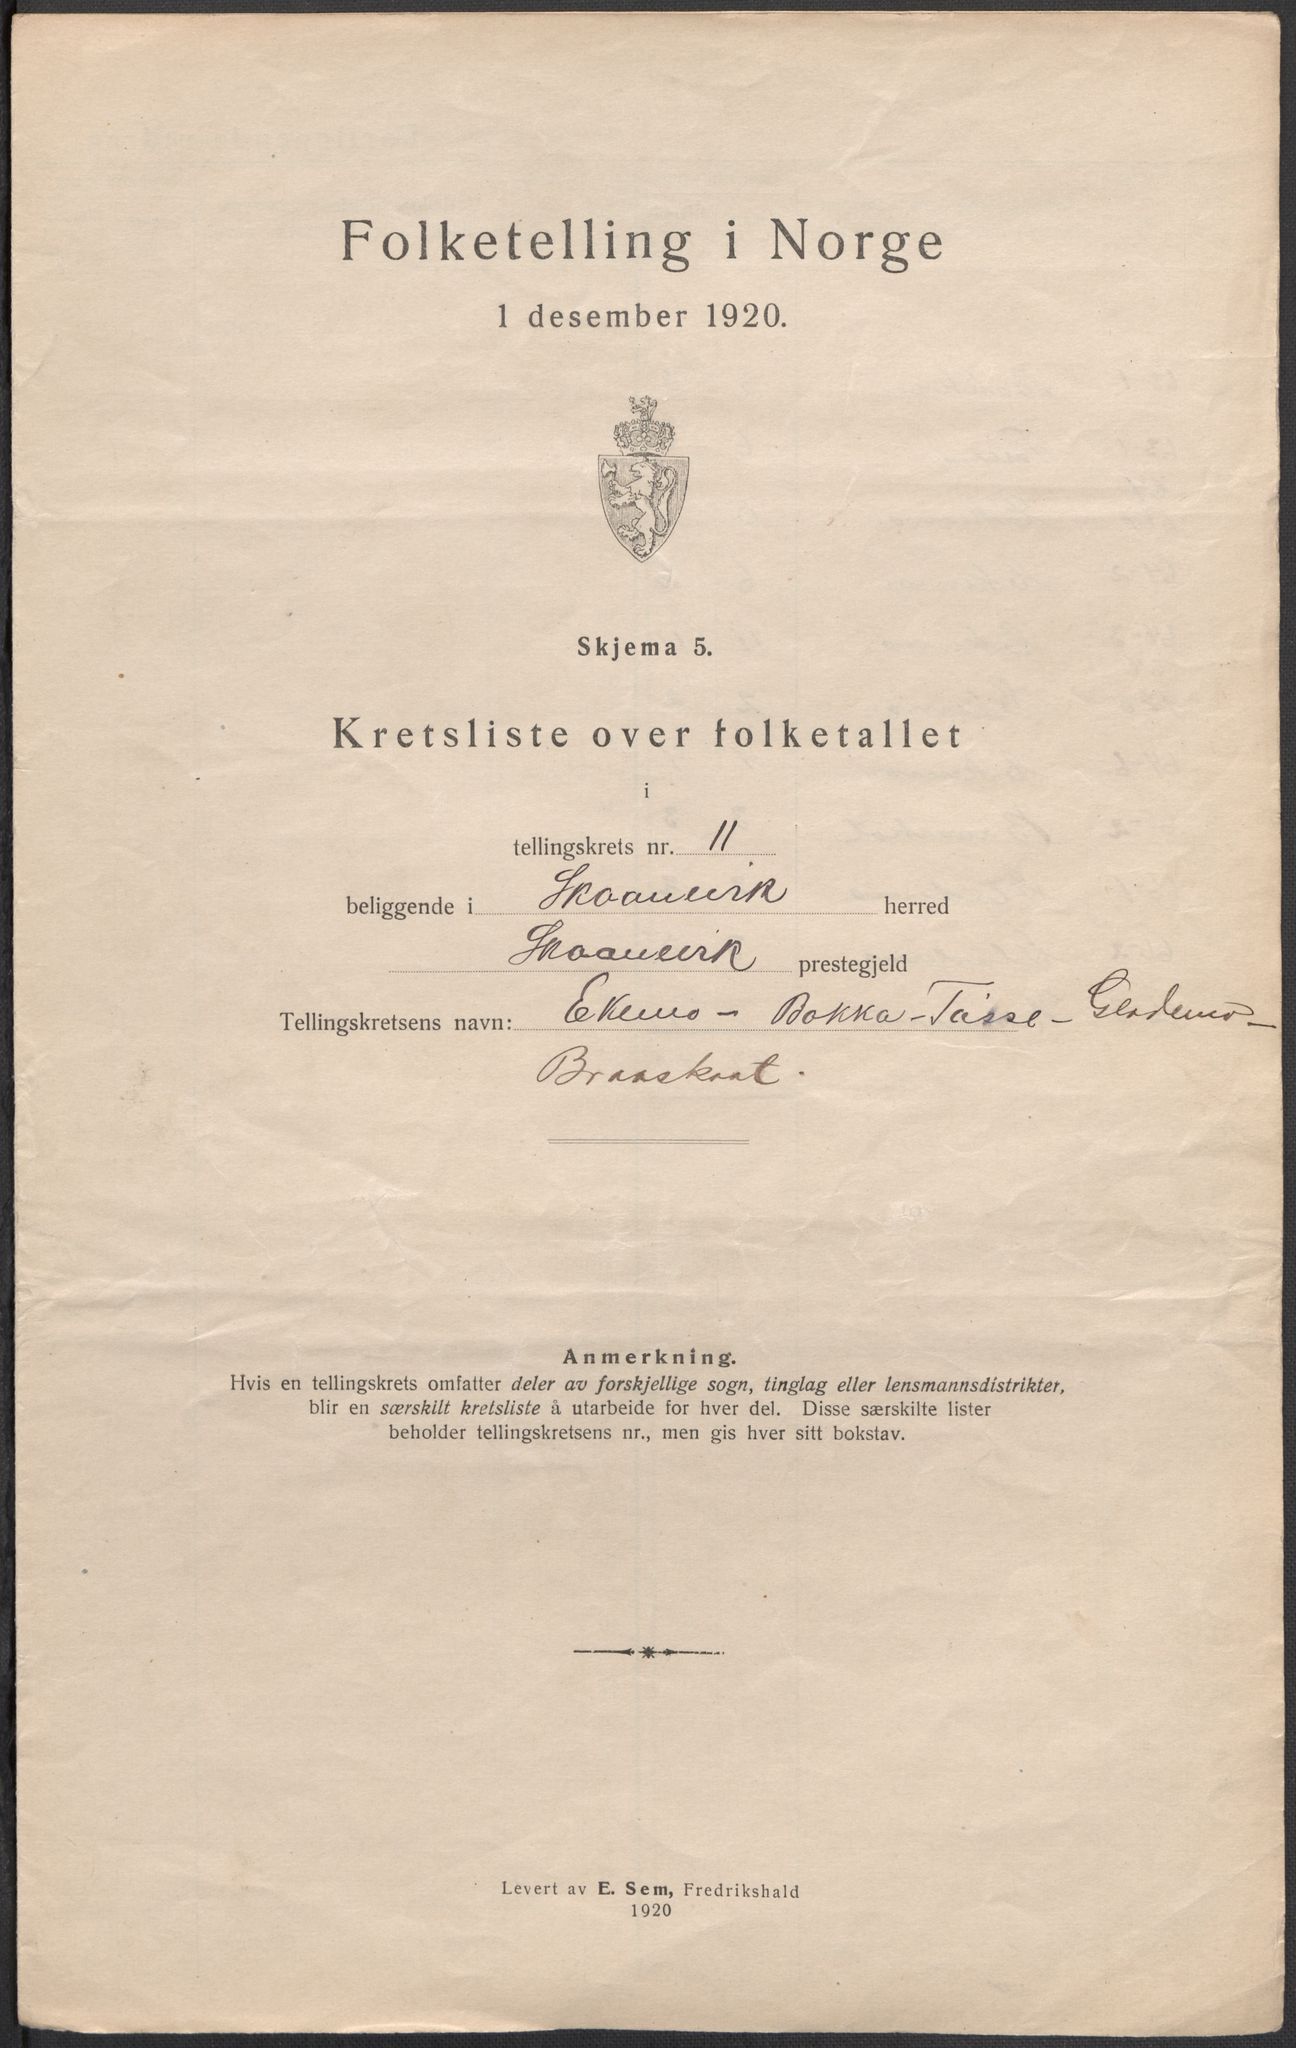 Folketelling i Norge
1 desember 1920.
Skjema 5.
Kretsliste over folketallet
i
tellingskrets nr. 11
beliggende i Skaanevik herred
Skaanevik prestegjeld
Tellingskretsens navn: Ekemo - Bokka - Tasse -
Braaskaat.
Anmerkning.
Hvis en tellingskrets omfatter deler av forskjellige sogn, tinglag eller lensmannsdistrikter,
blir en særskilt kretsliste å utarbeide for hver del. Disse særskilte lister
beholder tellingskretsens nr., men gis hver sitt bokstav.
Levert av E. Sem, Fredrikshald
1920